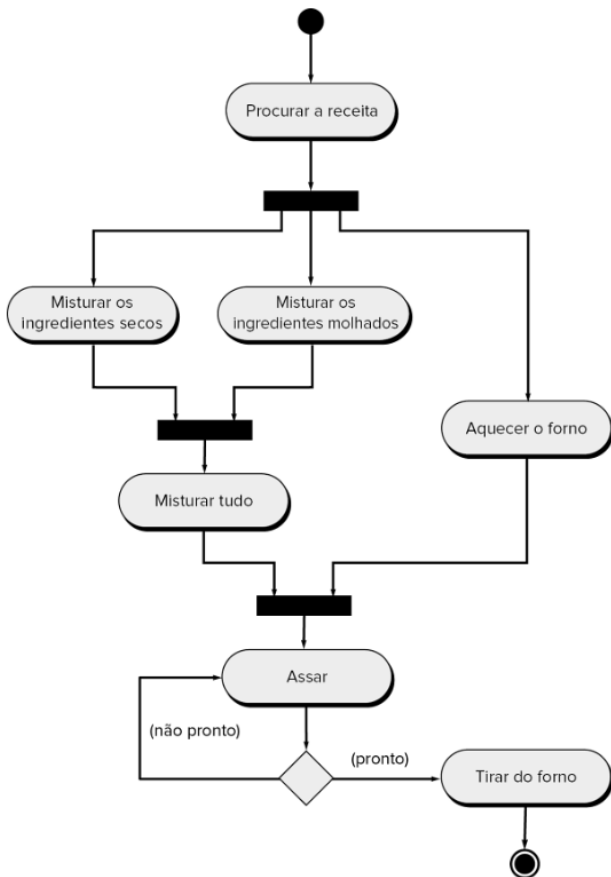 Procurar a receita
Misturar os
ingredientes secos
Misturar os
ingredientes molhados
Aquecer o forno
Misturar tudo
Assar
(não pronto)
(pronto)
Tirar do forno